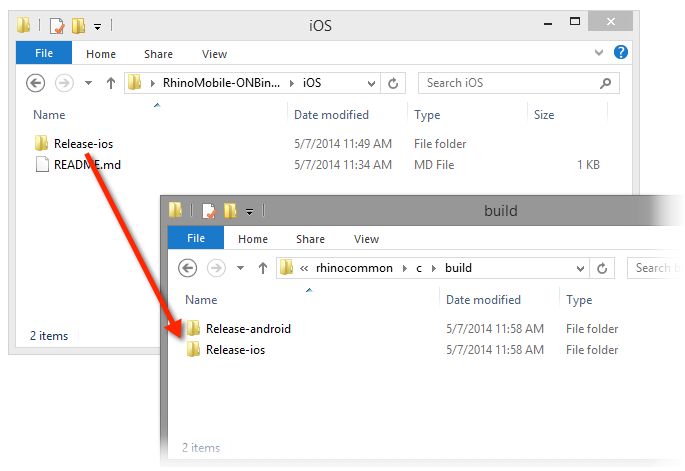 iOS
File Home Share View
RhinoMobile-ONBin... iOS Search iOS
Name Date modified Type Size
Release-ios 5/7/2014 11:49 AM File folder
README.md 5/7/2014 11:34 AM MD File 1 KB
2 items
build
File Home Share View
« rhinocommon c build Search b
Name Date modified Type
Release-android 5/7/2014 11:58 AM File folder
Release-ios 5/7/2014 11:58 AM File folder
2 items